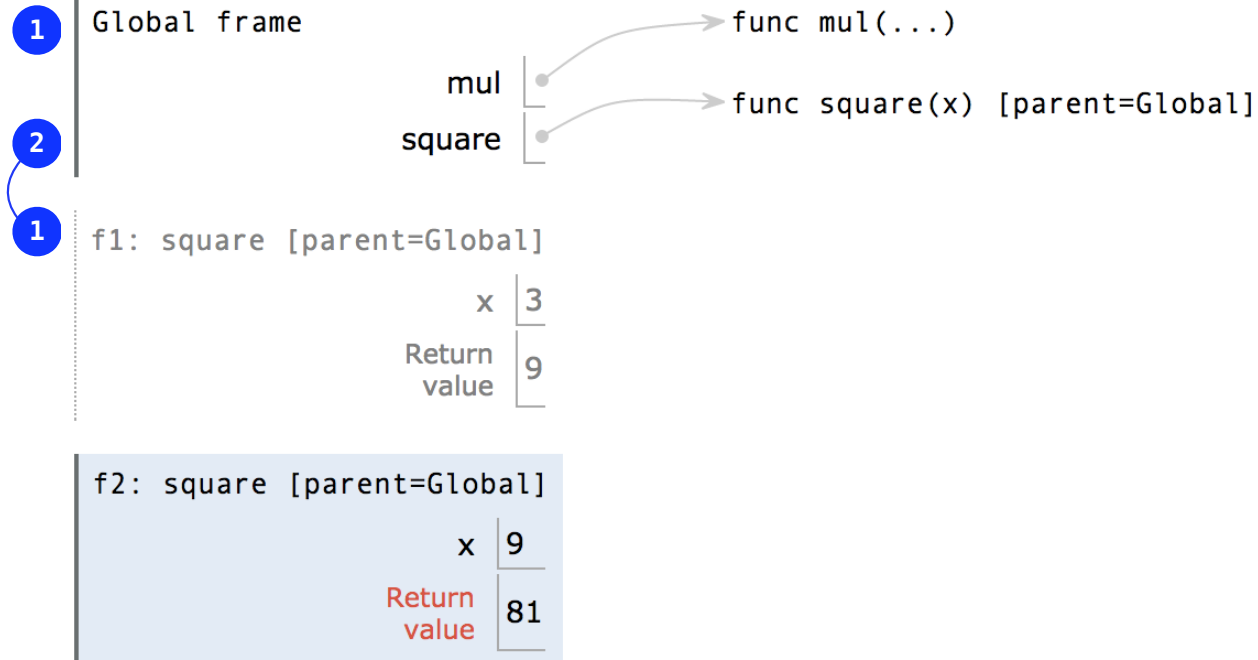 1
Global frame
func mul(...)
mul
func square(x) [parent=Global]
2
square
1
f1: square [parent=Global]
x 3
Return
value
9
f2: square [parent=Global]
x 9
Return
value
81